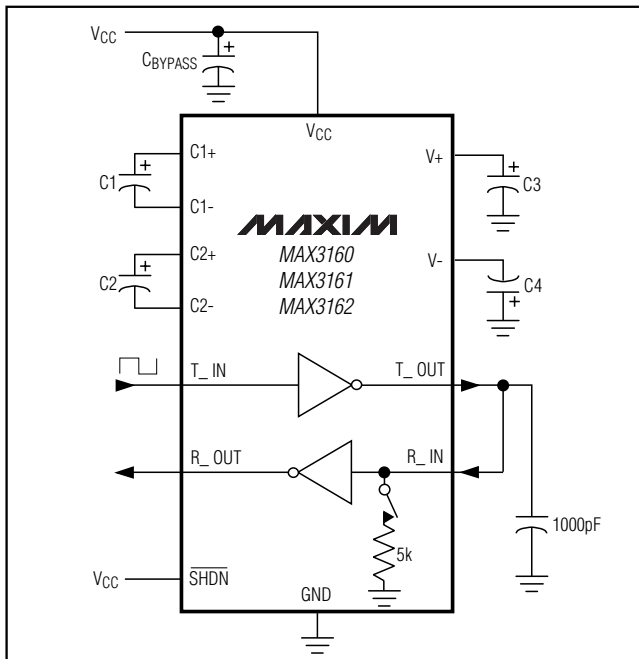 VCC
CBYPASS
+
VCC
C1+
C1
+
C1-
C2+
C2
+
C2-
V+
+
C3
V-
C4
+
MAXIM
MAX3160
MAX3161
MAX3162
T_ IN
T_ OUT
R_ OUT
R_ IN
5k
1000pF
VCC
SHDN
GND